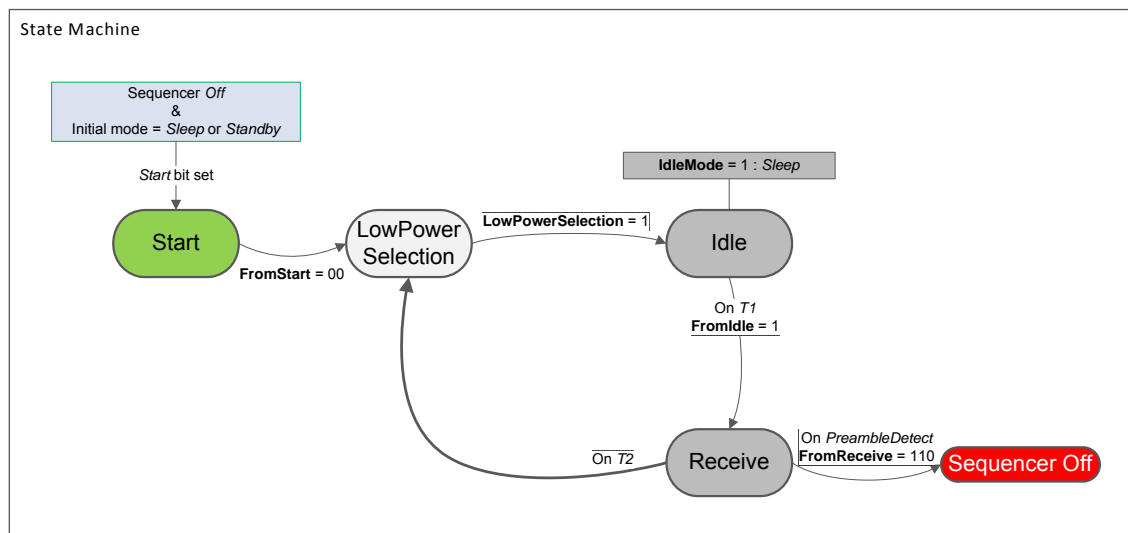 State Machine
Sequencer Off
&
Initial mode = Sleep or Standby
Start bit set
IdleMode = 1 : Sleep
Start
FromStart = 00
LowPower
Selection
LowPowerSelection = 1
Idle
On T1
FromIdle = 1
On T2
Receive
On PreambleDetect
FromReceive = 110
Sequencer Off